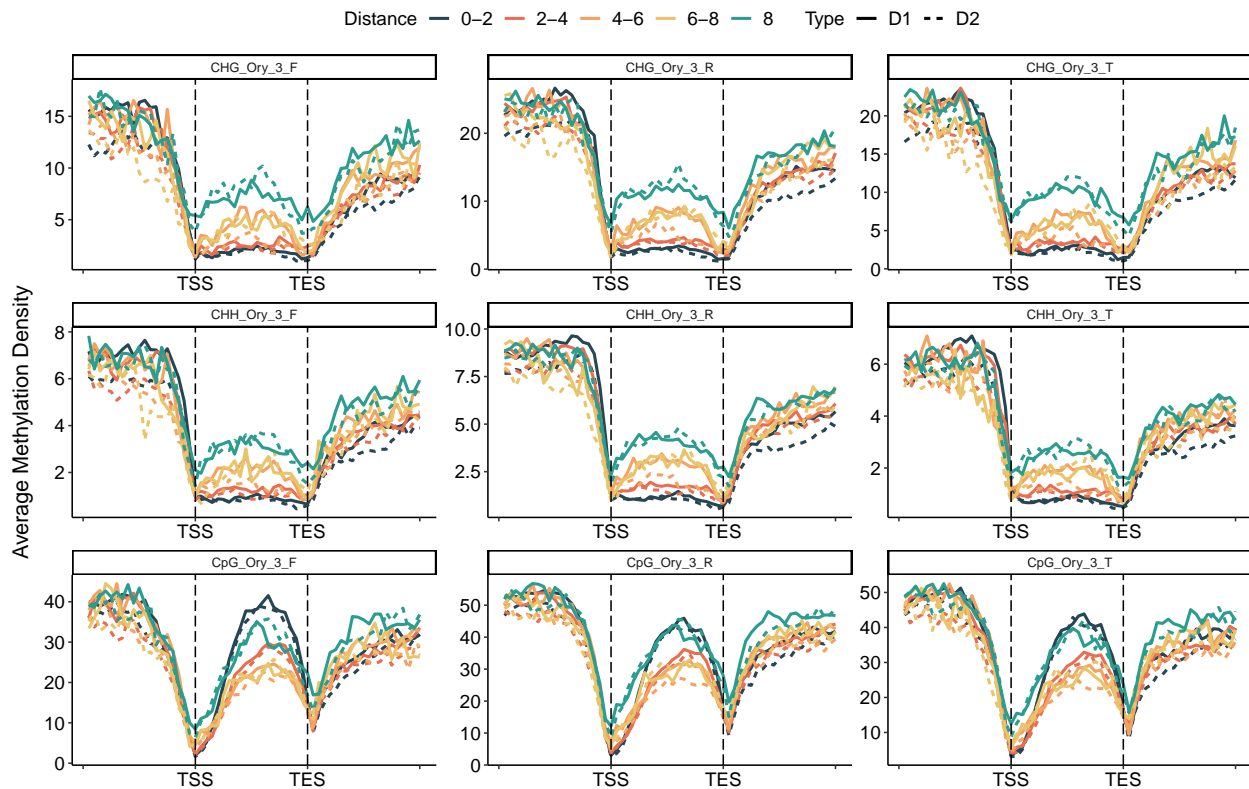 Distance 0–2 2–4 4–6 6–8 8 Type D1 D2
CHG_Ory_3_F CHG_Ory_3_R CHG_Ory_3_T
15
10
5
TSS TES
20
10
0
TSS TES
20
15
10
5
0
TSS TES
Average Methylation Density
CHH_Ory_3_F CHH_Ory_3_R CHH_Ory_3_T
8
6
4
2
TSS TES
10.0
7.5
5.0
2.5
TSS TES
6
4
2
TSS TES
CpG_Ory_3_F CpG_Ory_3_R CpG_Ory_3_T
40
30
20
10
0
TSS TES
50
40
30
20
10
0
TSS TES
50
40
30
20
10
TSS TES